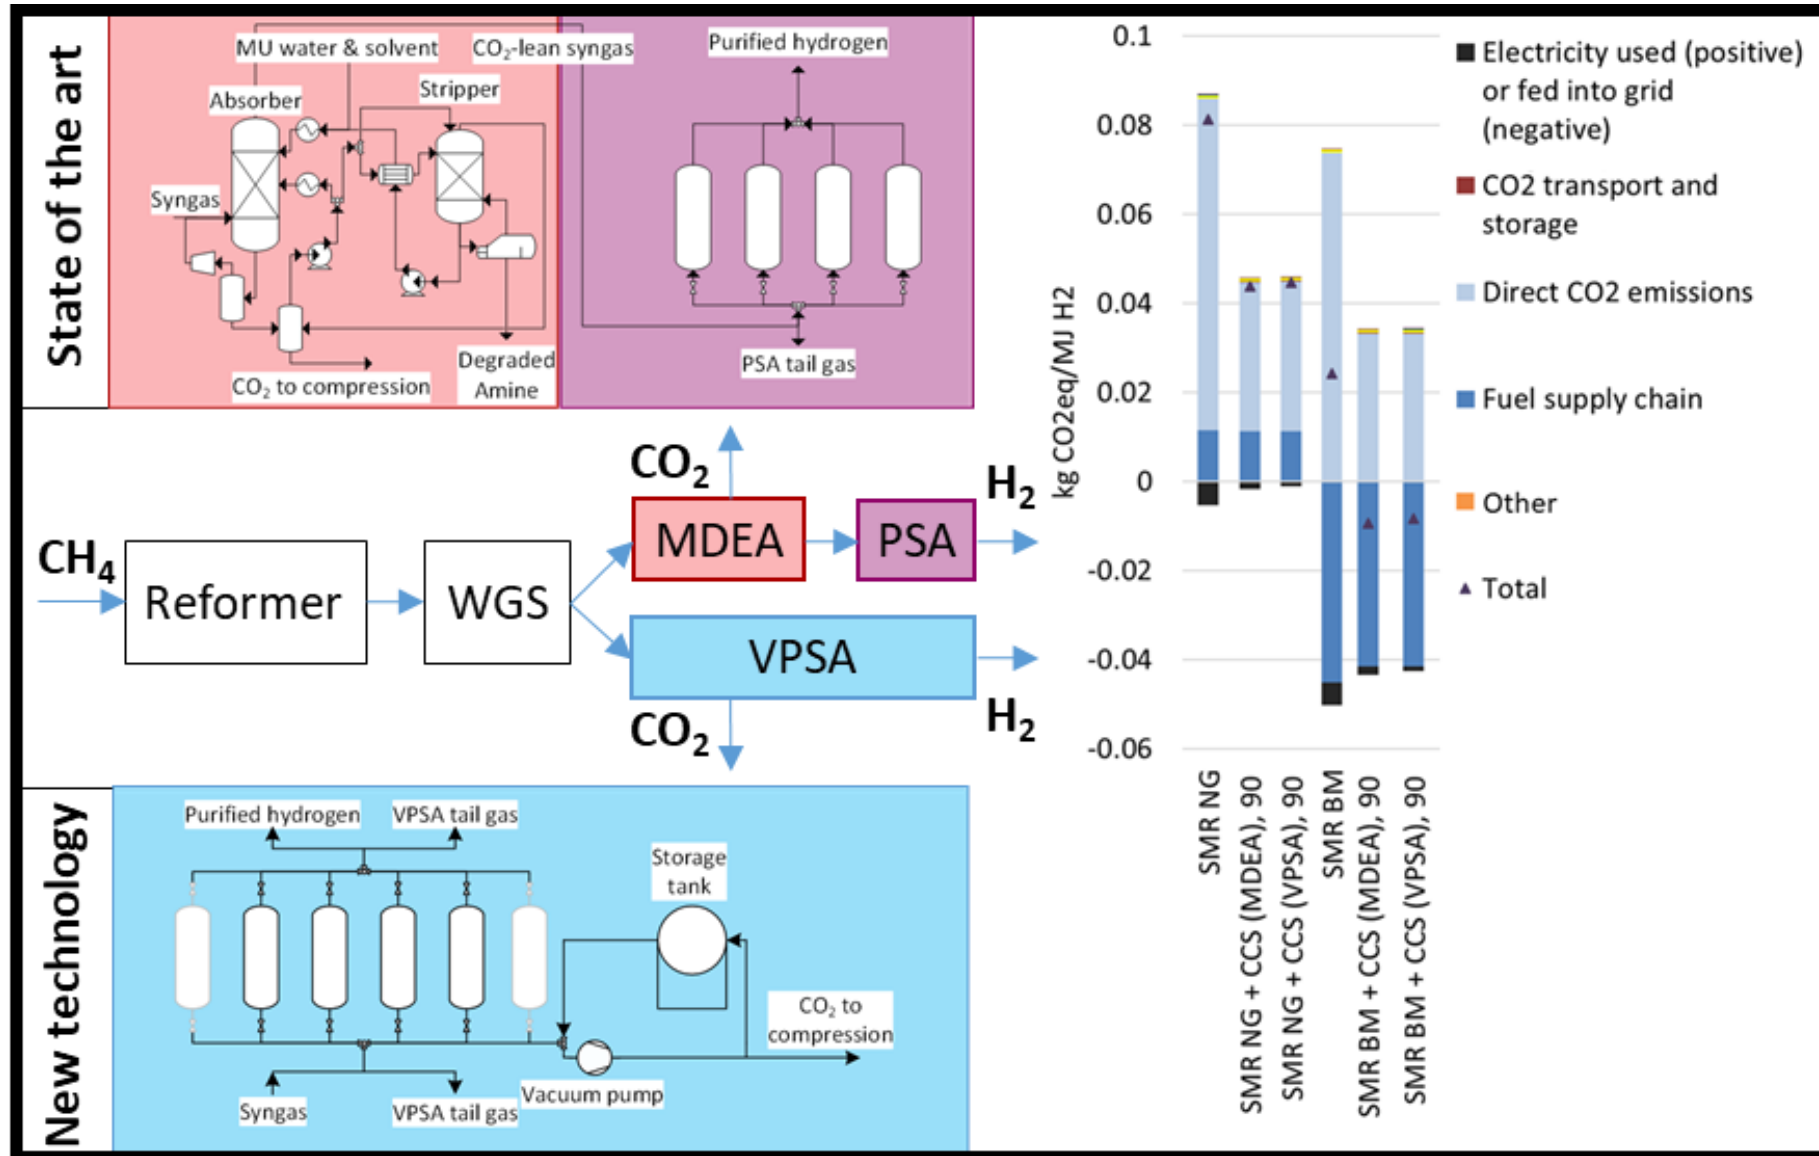 State of the art
MU water & solvent
CO₂-lean syngas
Absorber
Stripper
Syngas
Degraded
Amine
CO₂ to compression
Purified hydrogen
PSA tail gas
CH₄
Reformer
WGS
CO₂
MDEA
PSA
H₂
VPSA
CO₂
H₂
New technology
Purified hydrogen
VPSA tail gas
Storage
tank
CO₂ to
compression
Vacuum pump
Syngas
VPSA tail gas
kg CO2eq/MJ H2
0.1
0.08
0.06
0.04
0.02
0
-0.02
-0.04
-0.06
SMR NG
SMR NG + CCS (MDEA), 90
SMR NG + CCS (VPSA), 90
SMR BM
SMR BM + CCS (MDEA), 90
SMR BM + CCS (VPSA), 90
Electricity used (positive)
or fed into grid
(negative)
CO2 transport and
storage
Direct CO2 emissions
Fuel supply chain
Other
Total